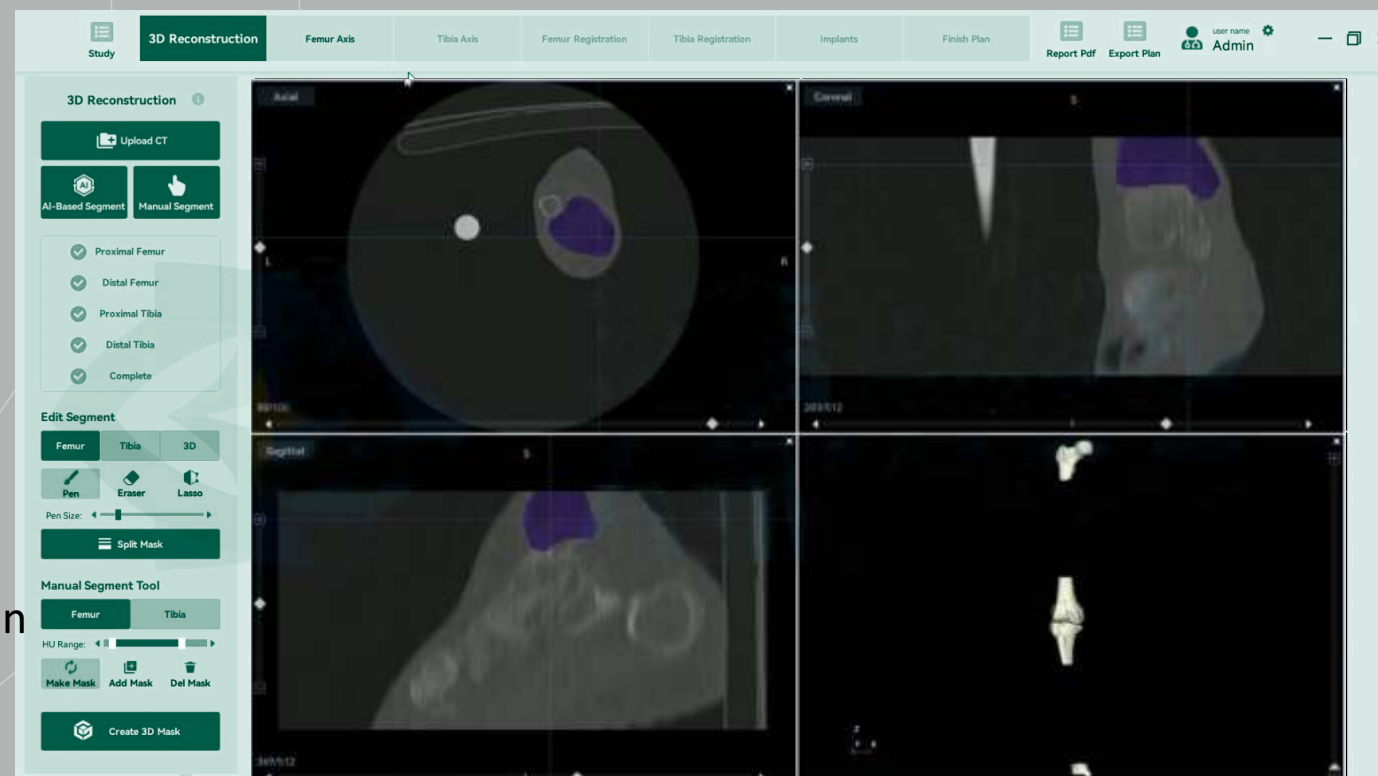 Study
3D Reconstruction
Femur Axis
Tibia Axis
Femur Registration
Tibia Registration
Implants
Finish Plan
Report Pdf
Export Plan
user name
Admin
3D Reconstruction
Upload CT
AI-Based Segment
Manual Segment
Proximal Femur
Distal Femur
Proximal Tibia
Distal Tibia
Complete
Edit Segment
Femur
Tibia
3D
Pen
Eraser
Lasso
Pen Size:
Split Mask
Manual Segment Tool
n
Femur
Tibia
HU Range:
Make Mask
Add Mask
Del Mask
Create 3D Mask
Axial
L
R
Coronal
S
Sagittal
S
369/512